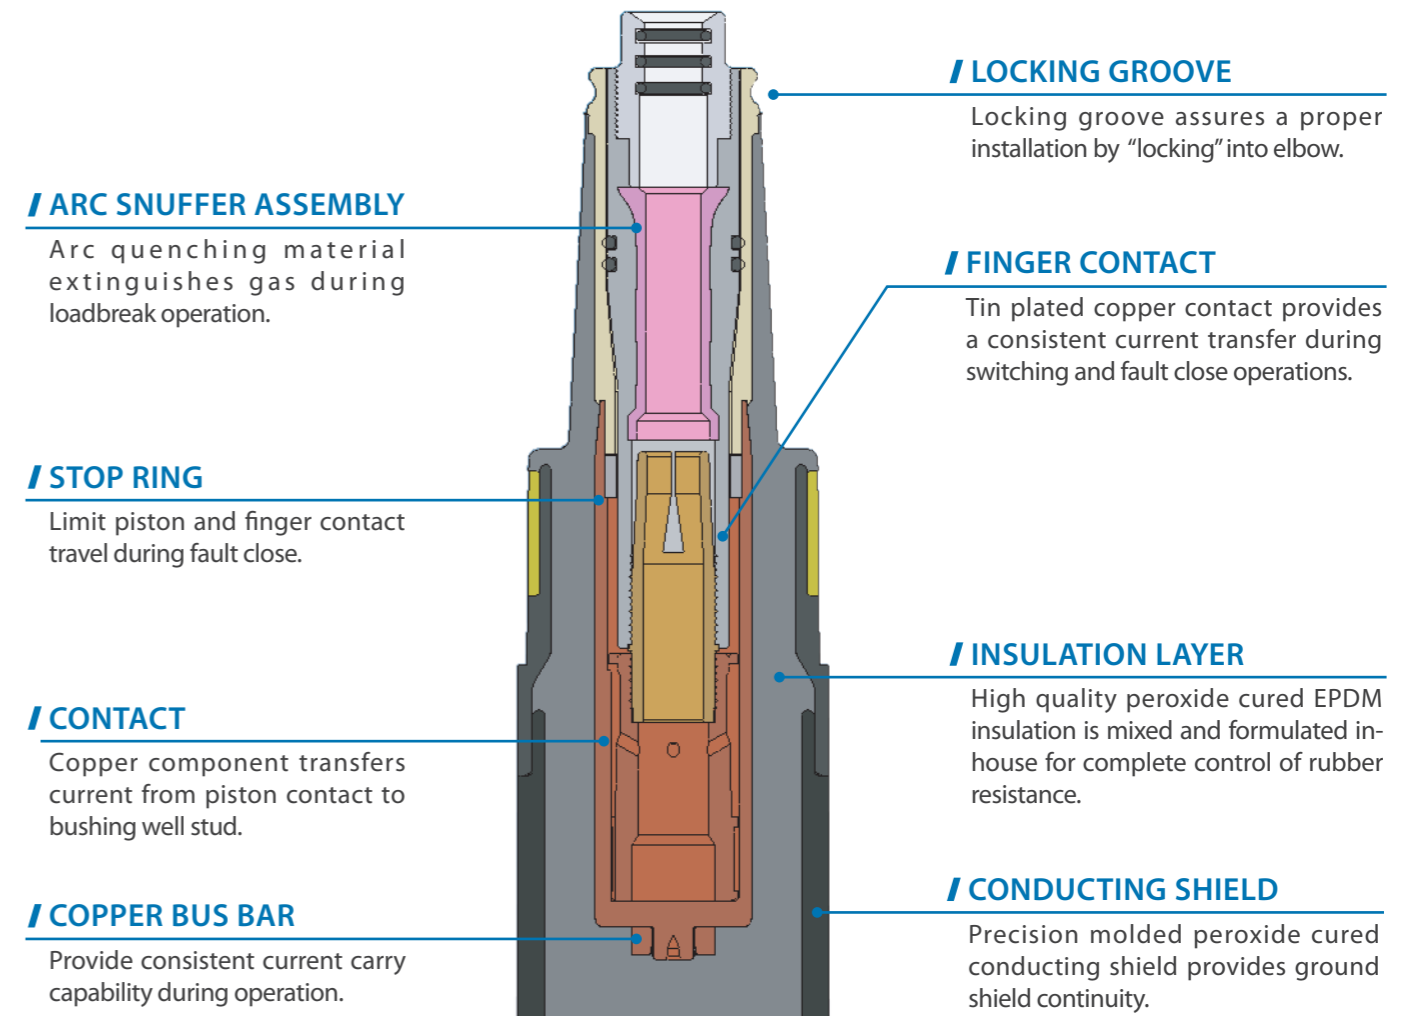 ARC SNUFFER ASSEMBLY
Arc quenching material
extinguishes gas during
loadbreak operation.
STOP RING
Limit piston and finger contact
travel during fault close.
CONTACT
Copper component transfers
current from piston contact to
bushing well stud.
COPPER BUS BAR
Provide consistent current carry
capability during operation.
LOCKING GROOVE
Locking groove assures a proper
installation by “locking” into elbow.
FINGER CONTACT
Tin plated copper contact provides
a consistent current transfer during
switching and fault close operations.
INSULATION LAYER
High quality peroxide cured EPDM
insulation is mixed and formulated in-
house for complete control of rubber
resistance.
CONDUCTING SHIELD
Precision molded peroxide cured
conducting shield provides ground
shield continuity.